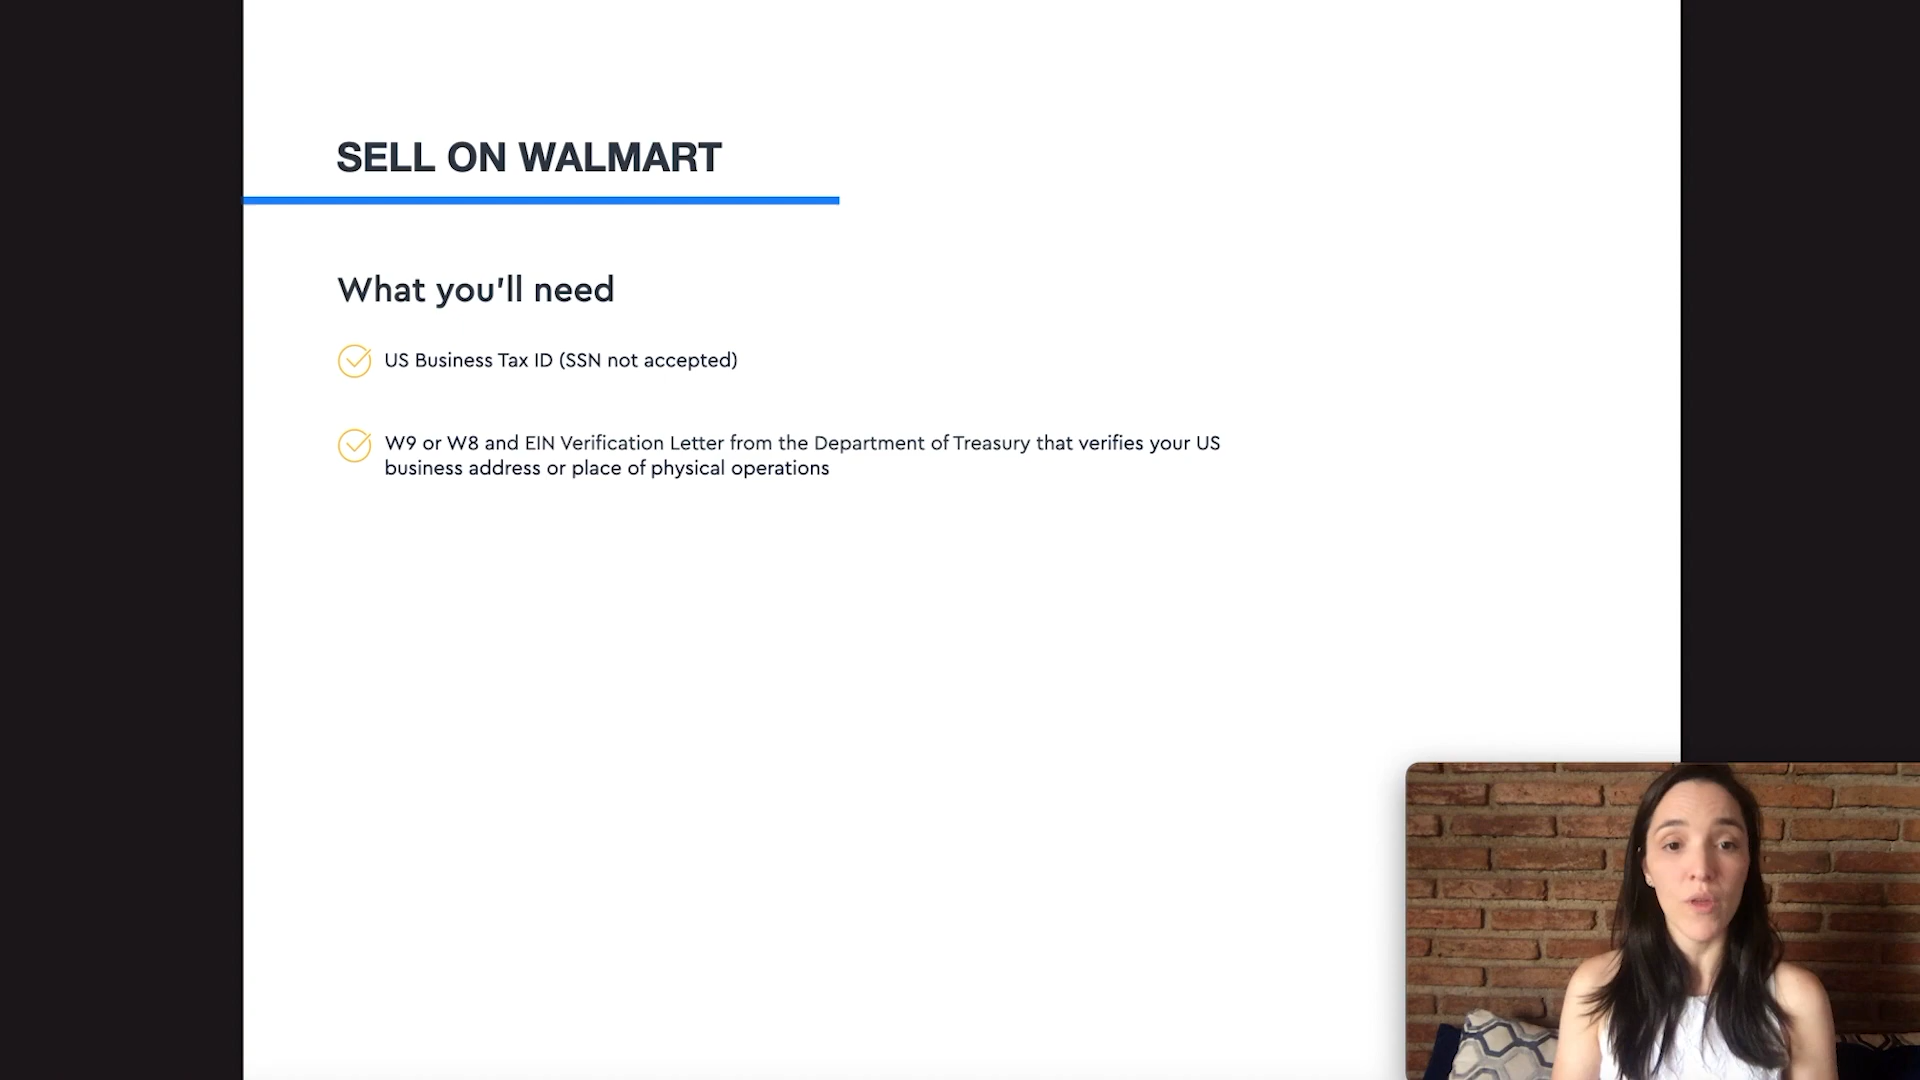 SELL ON WALMART
What you'll need
US Business Tax ID (SSN not accepted)
W9 or W8 and EIN Verification Letter from the Department of Treasury that verifies your US
business address or place of physical operations